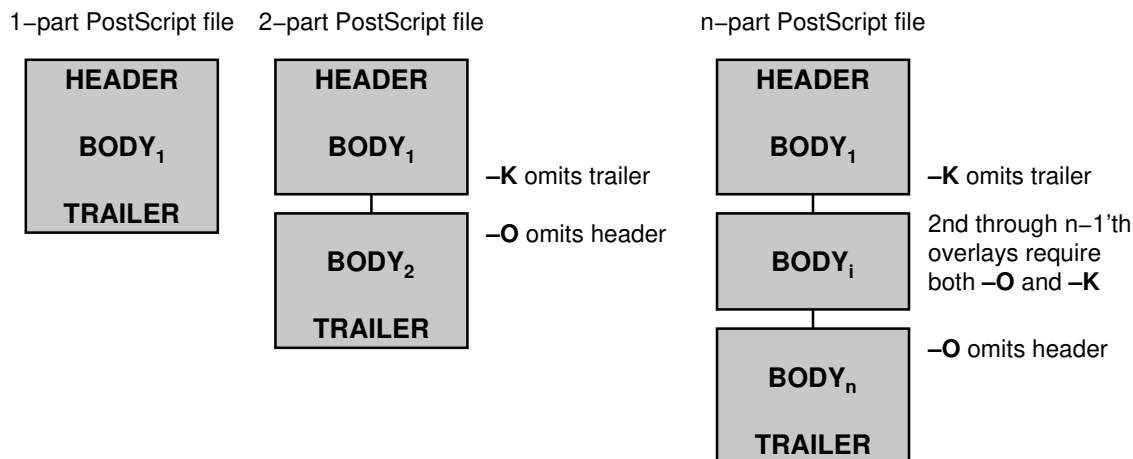 1−part PostScript file
HEADER
BODY₁
TRAILER
2−part PostScript file
HEADER
BODY₁
−K omits trailer
−O omits header
BODY₂
TRAILER
n−part PostScript file
HEADER
BODY₁
−K omits trailer
BODYᵢ
2nd through n−1'th
overlays require
both −O and −K
−O omits header
BODYₙ
TRAILER